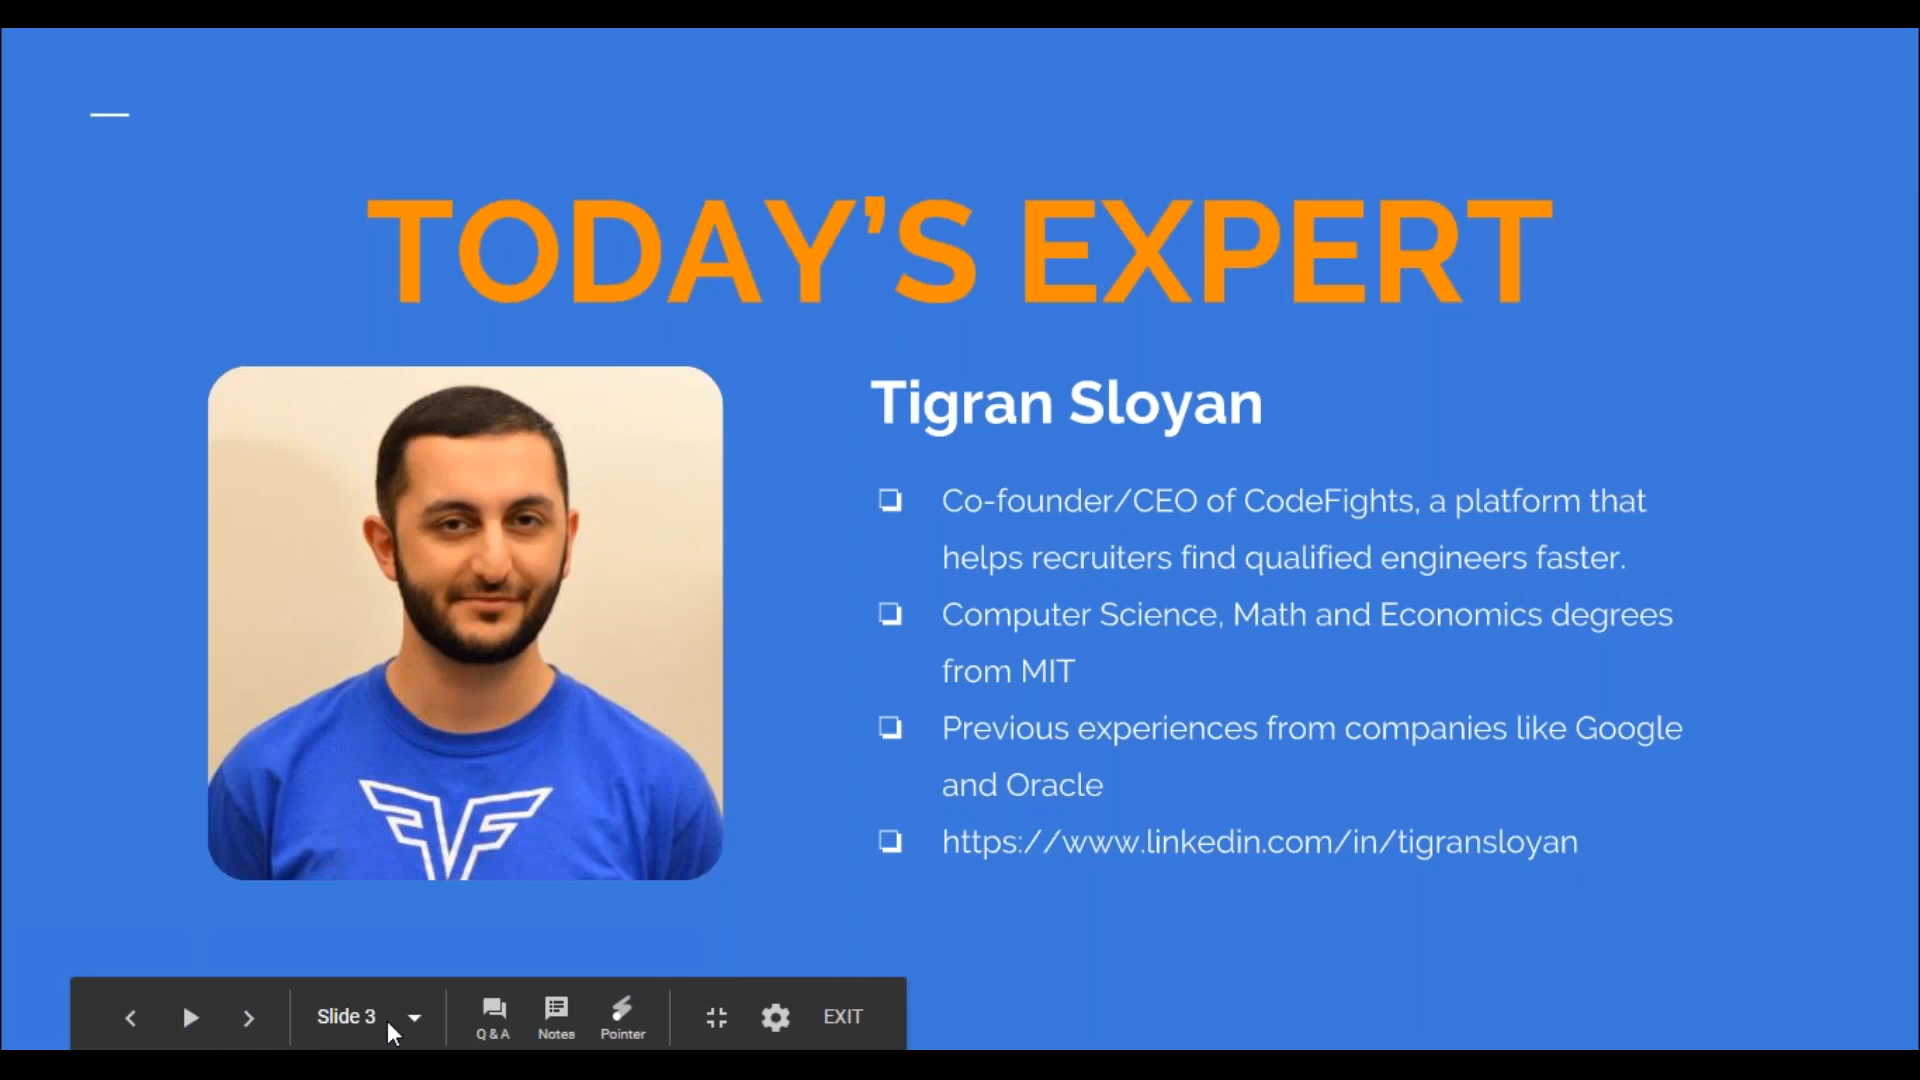 TODAY’S EXPERT
Tigran Sloyan
Co-founder/CEO of CodeFights, a platform that
helps recruiters find qualified engineers faster.
Computer Science, Math and Economics degrees
from MIT
Previous experiences from companies like Google
and Oracle
https://www.linkedin.com/in/tigransloyan
Slide 3
Q & A
Notes
Pointer
EXIT